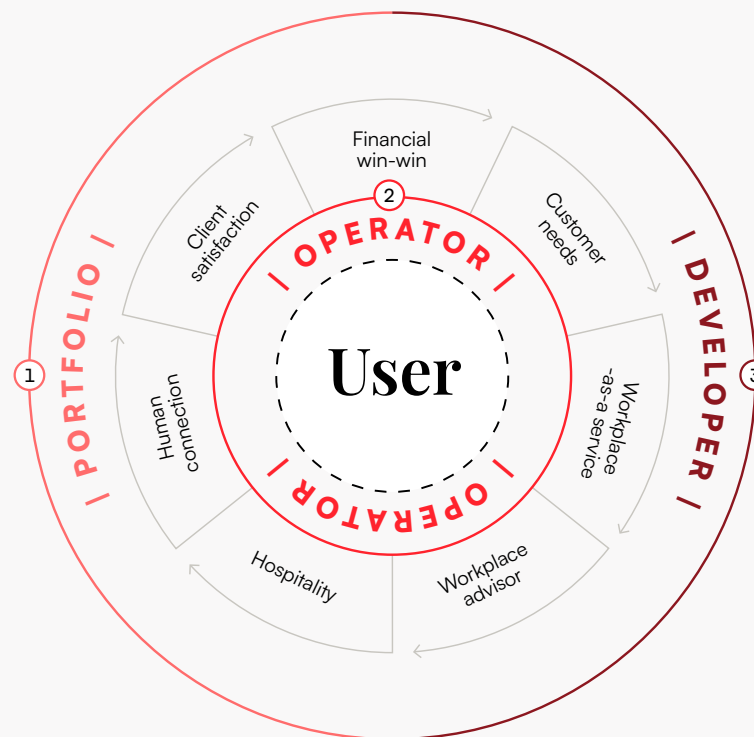 Financial
win-win
2
| OPERATOR |
Client
satisfaction
Customer
needs
| PORTFOLIO |
1
User
| DEVELOPER |
3
Human
connection
Workplace
-as-a service
| OPERATOR |
Hospitality
Workplace
advisor